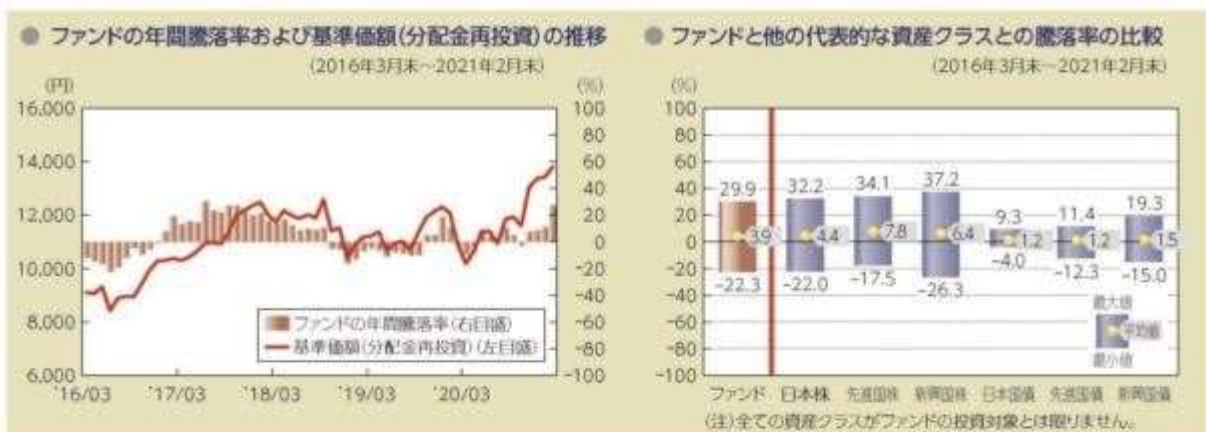 ● ファンドの年間騰落率および基準価額(分配金再投資)の推移
(2016年3月末～2021年2月末)
(円)
(%)
16,000
14,000
12,000
10,000
8,000
6,000
100
80
60
40
20
0
-20
-40
-60
-80
-100
ファンドの年間騰落率(右目盛)
基準価額(分配金再投資)(左目盛)
'16/03 '17/03 '18/03 '19/03 '20/03
● ファンドと他の代表的な資産クラスとの騰落率の比較
(2016年3月末～2021年2月末)
(%)
100
80
60
40
20
0
-20
-40
-60
-80
-100
29.9 32.2 34.1 37.2 9.3 11.4 19.3
3.9 4.4 7.8 6.4 1.2 1.2 1.5
-22.3 -22.0 -17.5 -26.3 -4.0 -12.3 -15.0
最大値
平均値
最小値
ファンド 日本株 先進国株 新興国株 日本国債 先進国債 新興国債
(注)全ての資産クラスがファンドの投資対象とは限りません。